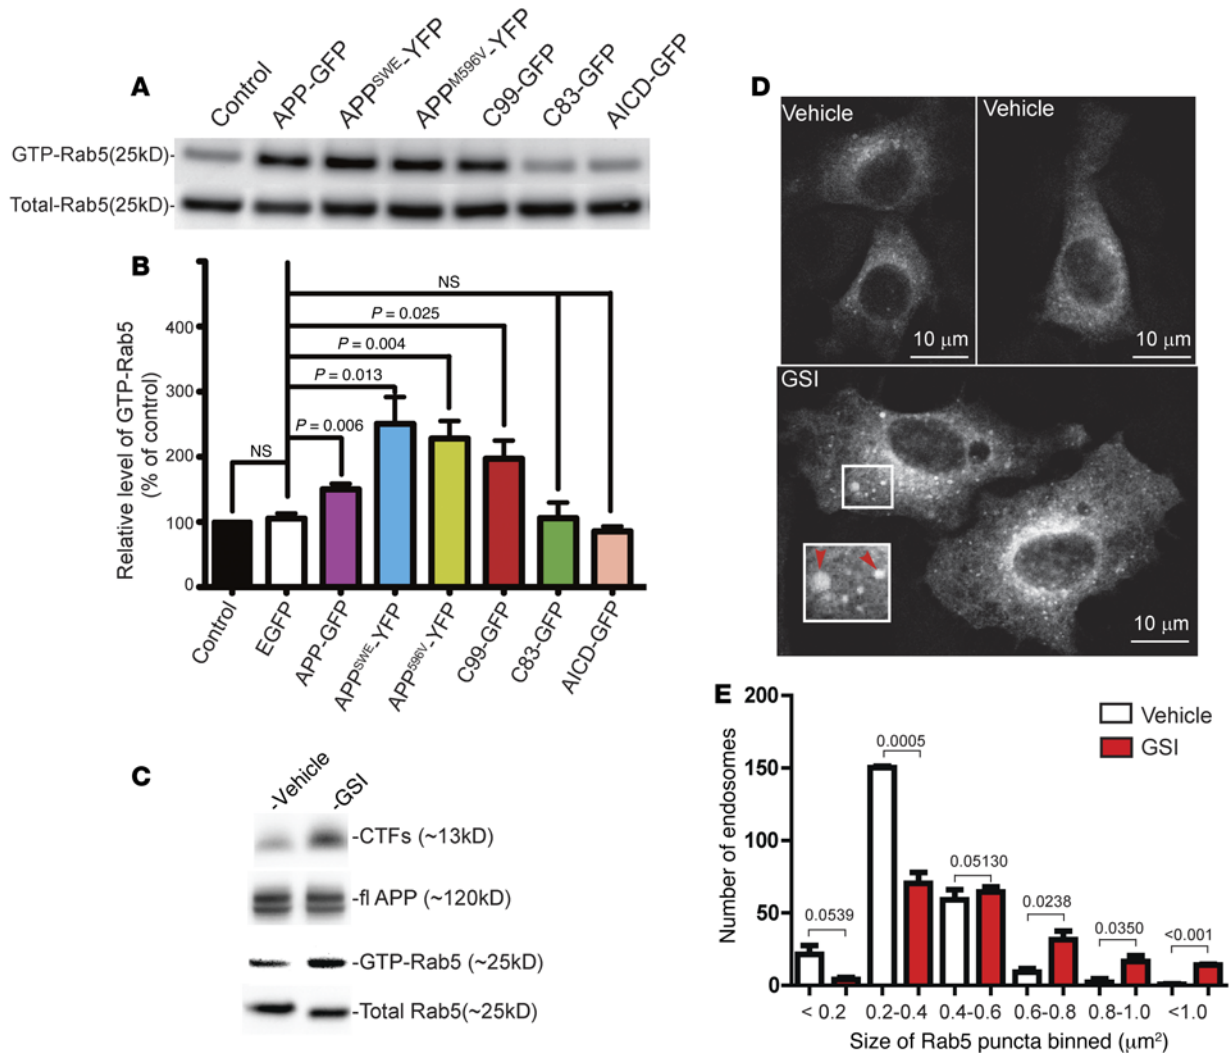 A
Control
APP-GFP
APPSWE-YFP
APPM596V-YFP
C99-GFP
C83-GFP
AICD-GFP
GTP-Rab5(25kD)-
Total-Rab5(25kD)-
B
Relative level of GTP-Rab5
(% of control)
400
300
200
100
0
NS
P = 0.025
P = 0.004
P = 0.013
P = 0.006
NS
Control
EGFP
APP-GFP
APPSWE-YFP
APP596V-YFP
C99-GFP
C83-GFP
AICD-GFP
C
-Vehicle
-GSI
-CTFs (~13kD)
-fl APP (~120kD)
-GTP-Rab5 (~25kD)
-Total Rab5(~25kD)
D
Vehicle
Vehicle
10 μm
10 μm
GSI
10 μm
E
Number of endosomes
200
150
100
50
0
Vehicle
GSI
0.0539
0.0005
0.05130
0.0238
0.0350
<0.001
< 0.2
0.2-0.4
0.4-0.6
0.6-0.8
0.8-1.0
<1.0
Size of Rab5 puncta binned (μm²)